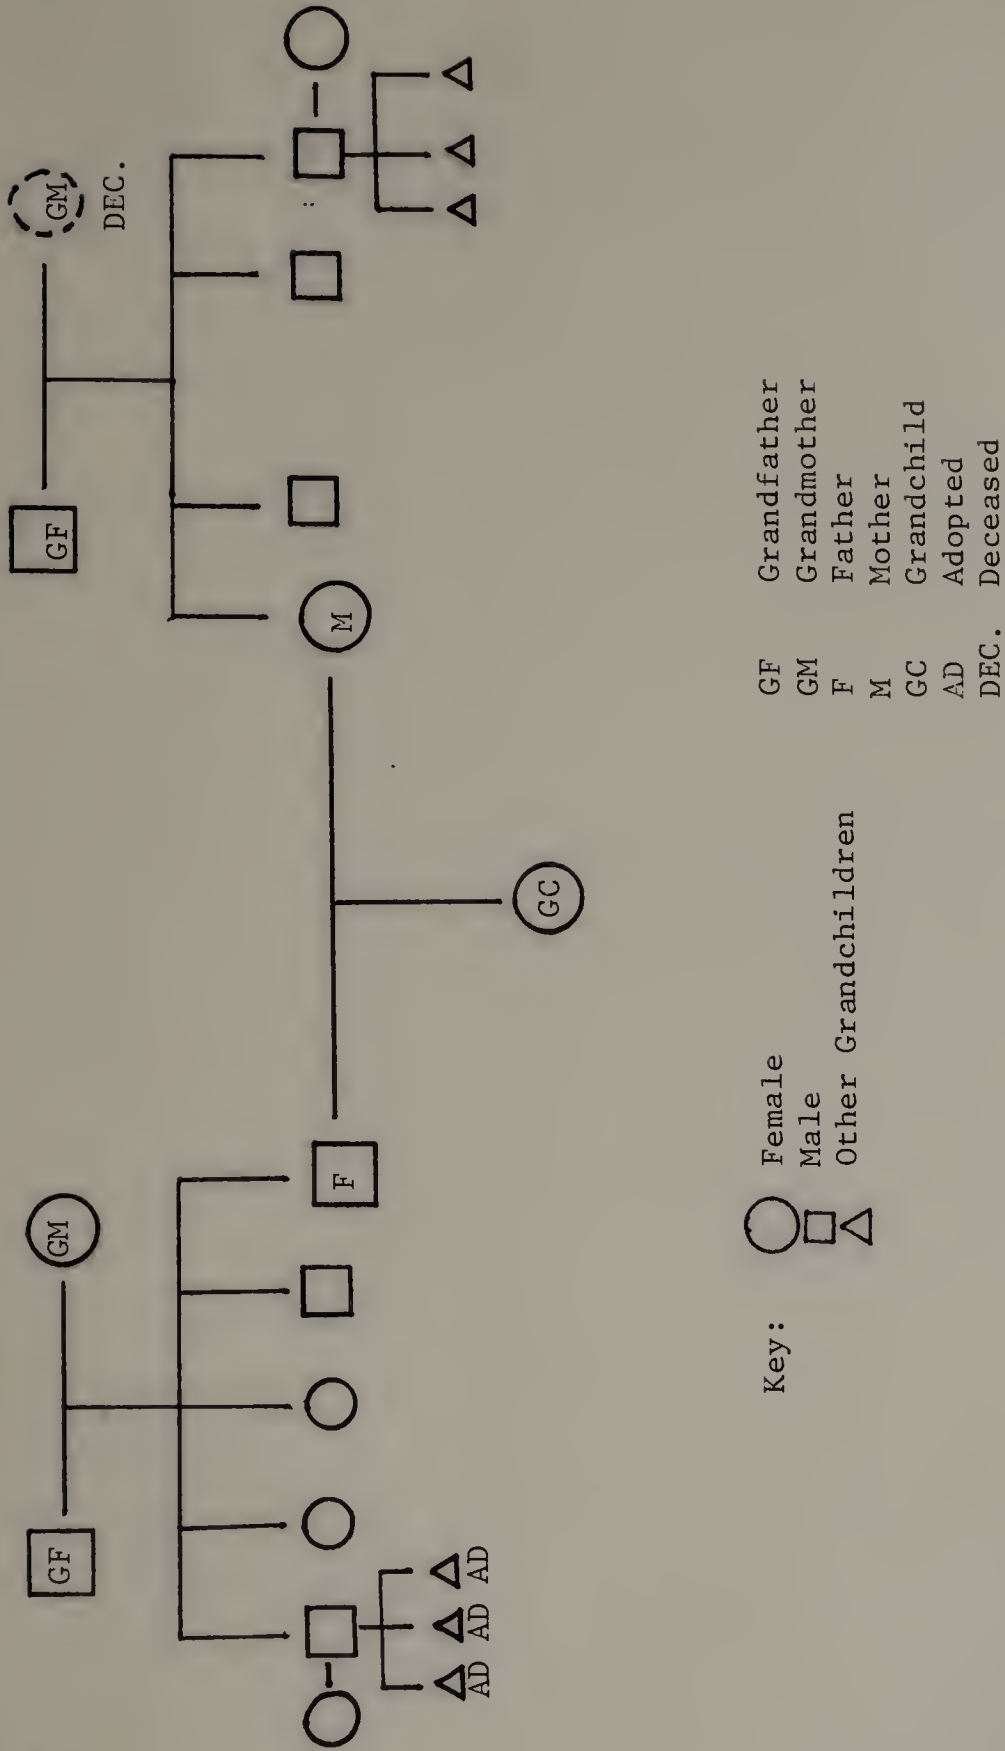 GF
GM
GF
GM
DEC.
F
M
AD
AD
AD
GC
Key:
Female
Male
Other Grandchildren
GF Grandfather
GM Grandmother
F Father
M Mother
GC Grandchild
AD Adopted
DEC. Deceased